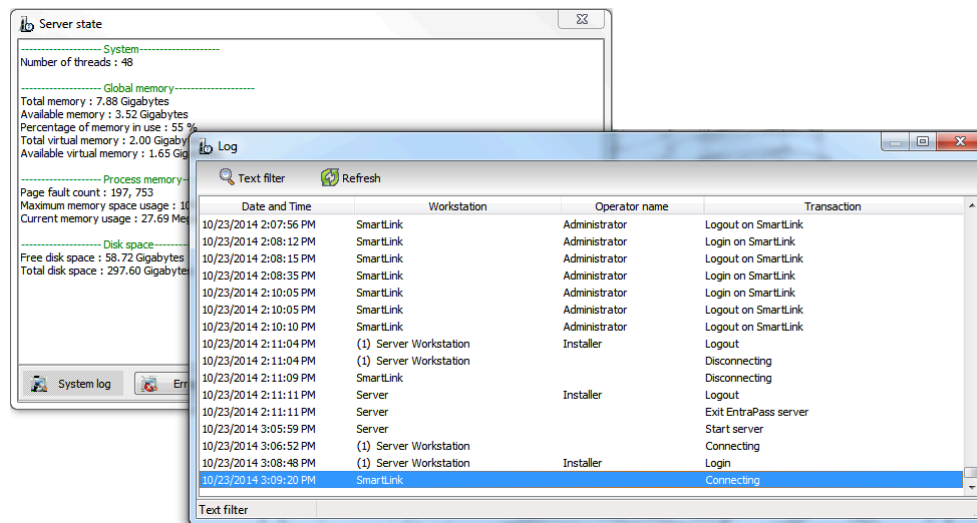 Server state
-------------------- System--------------------
Number of threads : 48
-------------------- Global memory--------------------
Total memory : 7.88 Gigabytes
Available memory : 3.52 Gigabytes
Percentage of memory in use : 55 %
Total virtual memory : 2.00 Gigaby
Available virtual memory : 1.65 Gig
-------------------- Process memory--
Page fault count : 197, 753
Maximum memory space usage : 10
Current memory usage : 27.69 Meg
-------------------- Disk space---------
Free disk space : 58.72 Gigabytes
Total disk space : 297.60 Gigabyte
System log Err
Log
Text filter Refresh
Date and Time Workstation Operator name Transaction
10/23/2014 2:07:56 PM SmartLink Administrator Logout on SmartLink
10/23/2014 2:08:12 PM SmartLink Administrator Login on SmartLink
10/23/2014 2:08:15 PM SmartLink Administrator Logout on SmartLink
10/23/2014 2:08:35 PM SmartLink Administrator Login on SmartLink
10/23/2014 2:10:05 PM SmartLink Administrator Login on SmartLink
10/23/2014 2:10:05 PM SmartLink Administrator Logout on SmartLink
10/23/2014 2:10:10 PM SmartLink Administrator Logout on SmartLink
10/23/2014 2:11:04 PM (1) Server Workstation Installer Logout
10/23/2014 2:11:04 PM (1) Server Workstation Disconnecting
10/23/2014 2:11:09 PM SmartLink Disconnecting
10/23/2014 2:11:11 PM Server Installer Logout
10/23/2014 2:11:11 PM Server Exit EntraPass server
10/23/2014 3:05:59 PM Server Start server
10/23/2014 3:06:52 PM (1) Server Workstation Connecting
10/23/2014 3:08:48 PM (1) Server Workstation Installer Login
10/23/2014 3:09:20 PM SmartLink Connecting
Text filter